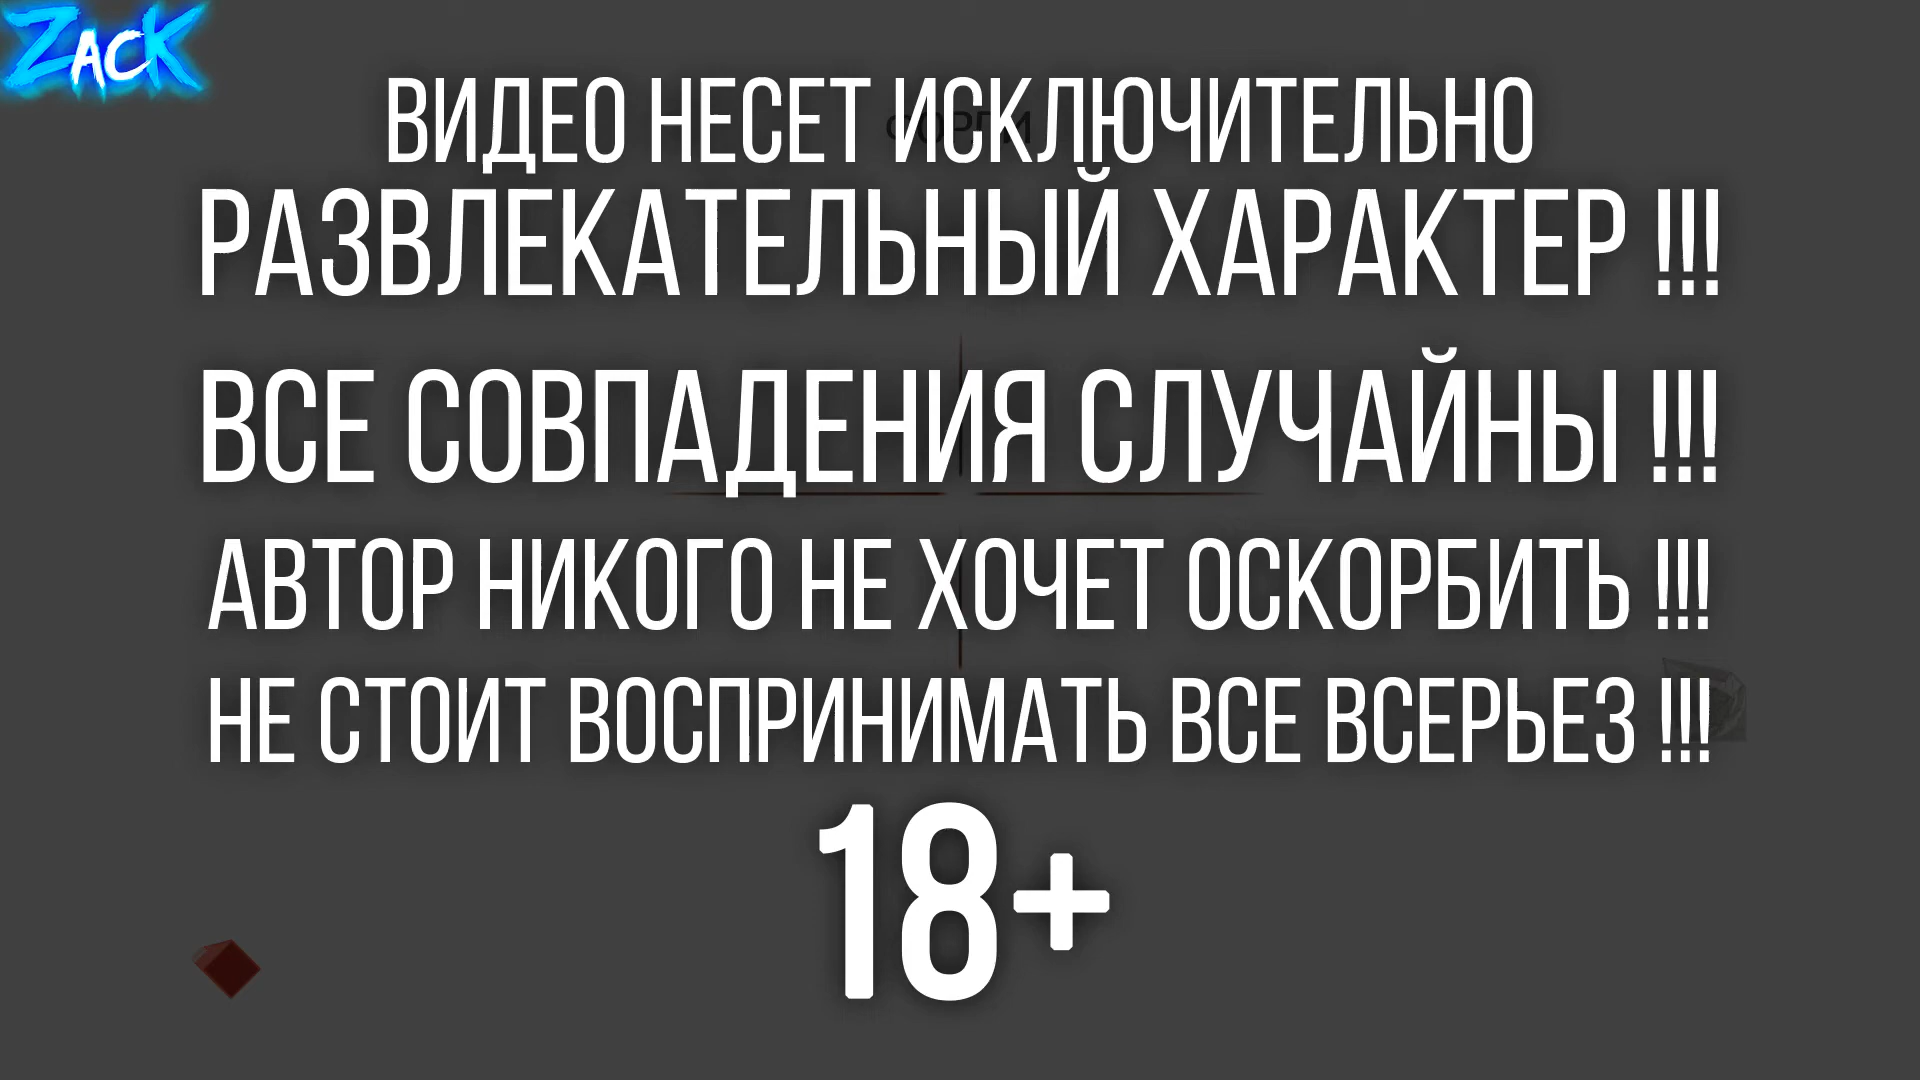 ZACK
ВИДЕО НЕСЕТ ИСКЛЮЧИТЕЛЬНО
РАЗВЛЕКАТЕЛЬНЫЙ ХАРАКТЕР !!!
ВСЕ СОВПАДЕНИЯ СЛУЧАЙНЫ !!!
АВТОР НИКОГО НЕ ХОЧЕТ ОСКОРБИТЬ !!!
НЕ СТОИТ ВОСПРИНИМАТЬ ВСЕ ВСЕРЬЕЗ !!!
18+